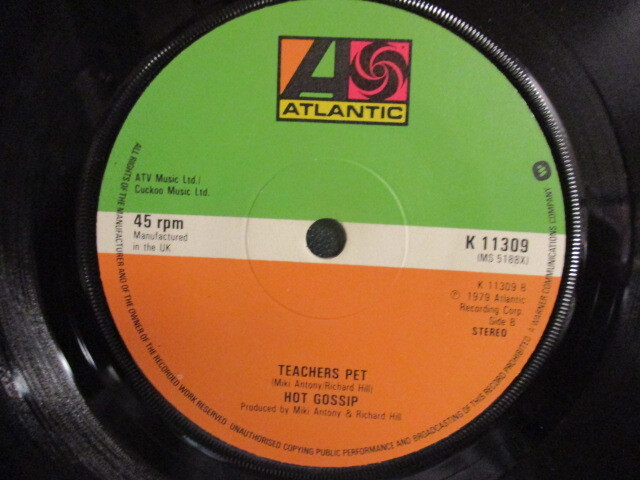 ATLANTIC
ATV Music Ltd./
Cuckoo Music Ltd.
45 rpm
Manufactured
in the UK
K 11309
(MS 5188X)
K 11309 B
℗ 1979 Atlantic
Recording Corp.
Side B
STEREO
TEACHERS PET
(Miki Antony/Richard Hill)
HOT GOSSIP
Produced by Miki Antony & Richard Hill
ALL RIGHTS OF THE MANUFACTURER AND OF THE OWNER OF THE RECORDED WORK RESERVED. UNAUTHORISED COPYING PUBLIC PERFORMANCE AND BROADCASTING OF THIS RECORD PROHIBITED. A WARNER COMMUNICATIONS COMPANY